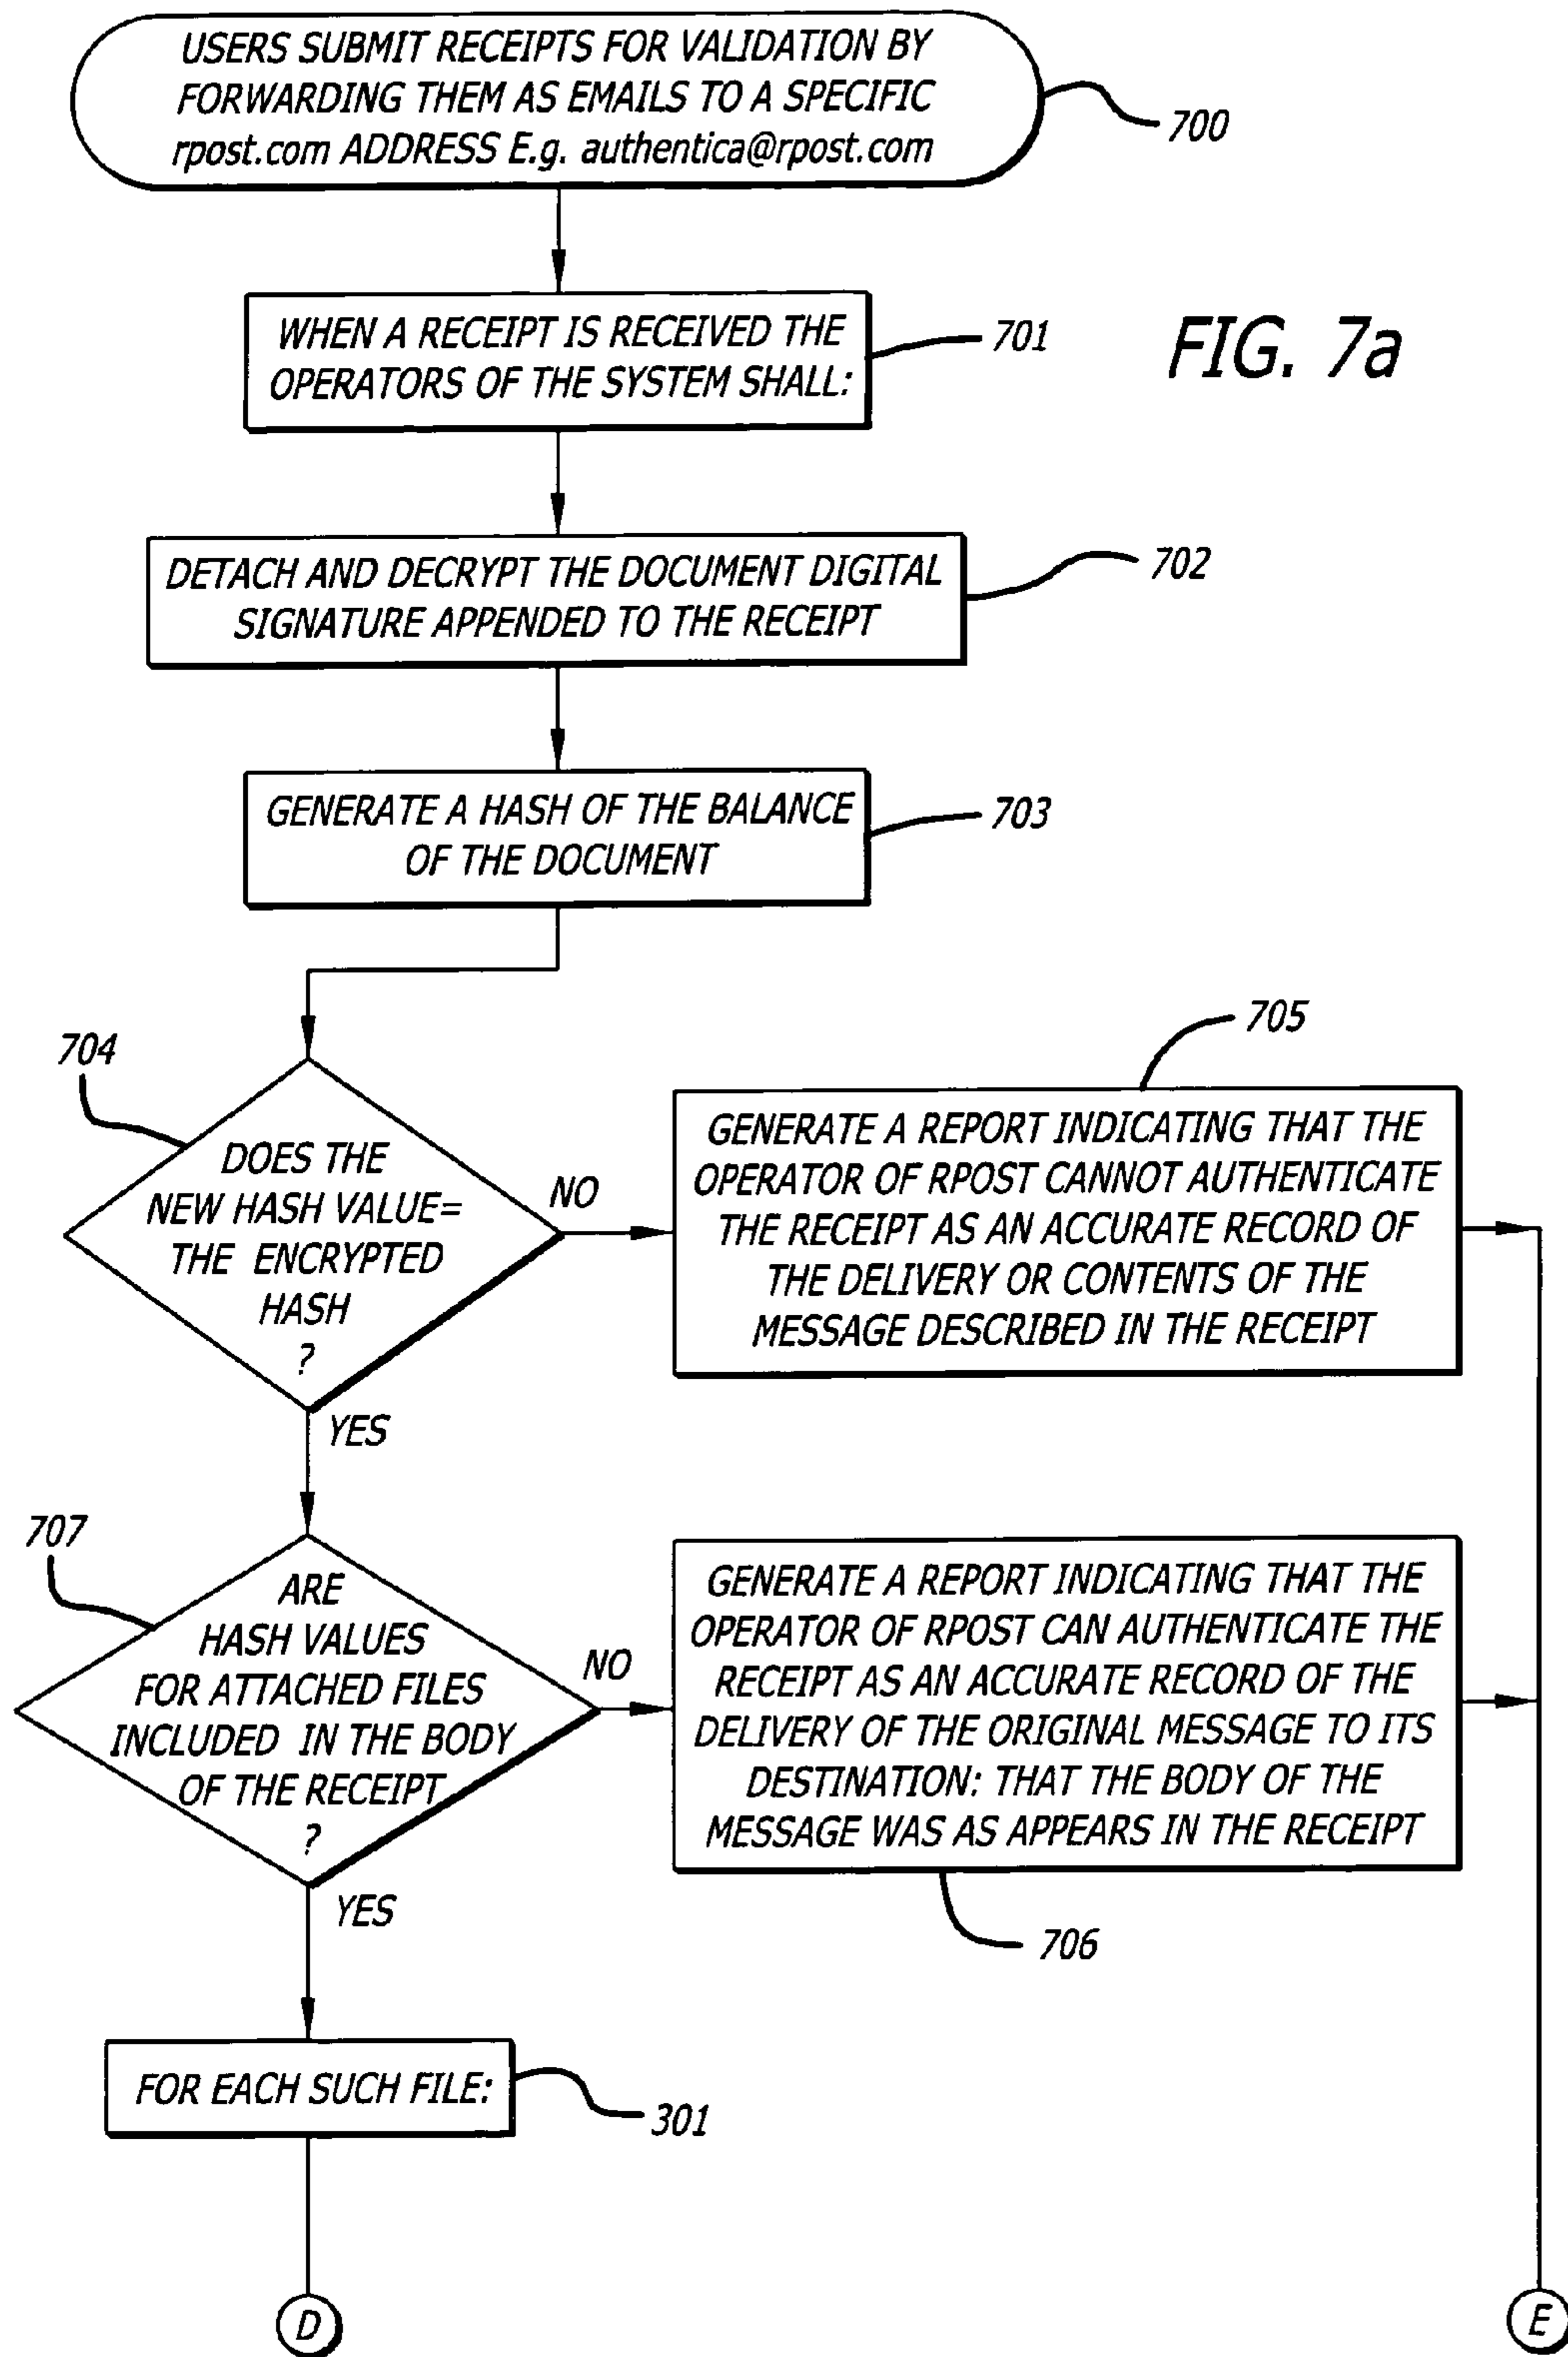 USERS SUBMIT RECEIPTS FOR VALIDATION BY
FORWARDING THEM AS EMAILS TO A SPECIFIC
rpost.com ADDRESS E.g. authentica@rpost.com
700
WHEN A RECEIPT IS RECEIVED THE
OPERATORS OF THE SYSTEM SHALL:
701
FIG. 7a
DETACH AND DECRYPT THE DOCUMENT DIGITAL
SIGNATURE APPENDED TO THE RECEIPT
702
GENERATE A HASH OF THE BALANCE
OF THE DOCUMENT
703
704
DOES THE
NEW HASH VALUE=
THE ENCRYPTED
HASH
?
NO
YES
705
GENERATE A REPORT INDICATING THAT THE
OPERATOR OF RPOST CANNOT AUTHENTICATE
THE RECEIPT AS AN ACCURATE RECORD OF
THE DELIVERY OR CONTENTS OF THE
MESSAGE DESCRIBED IN THE RECEIPT
707
ARE
HASH VALUES
FOR ATTACHED FILES
INCLUDED IN THE BODY
OF THE RECEIPT
?
NO
YES
GENERATE A REPORT INDICATING THAT THE
OPERATOR OF RPOST CAN AUTHENTICATE THE
RECEIPT AS AN ACCURATE RECORD OF THE
DELIVERY OF THE ORIGINAL MESSAGE TO ITS
DESTINATION: THAT THE BODY OF THE
MESSAGE WAS AS APPEARS IN THE RECEIPT
706
FOR EACH SUCH FILE:
301
D
E